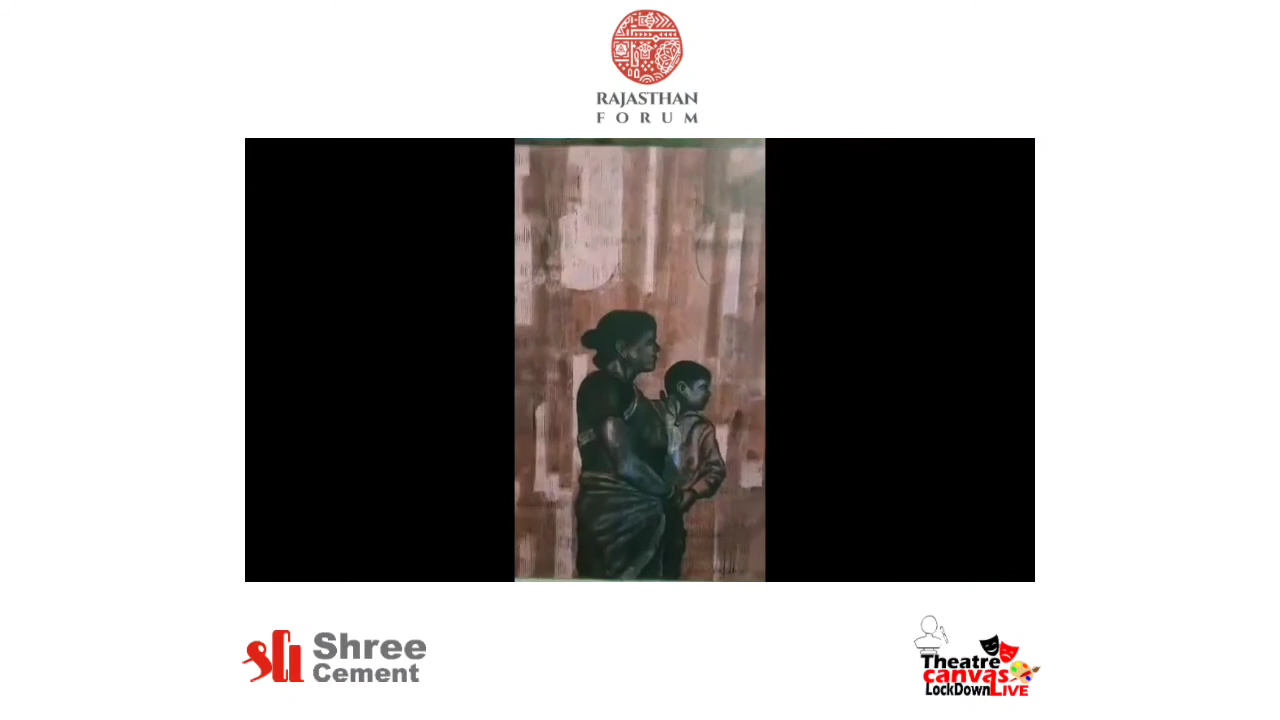 RAJASTHAN
FORUM
Shree
Cement
Theatre
canvas
LockDown LIVE